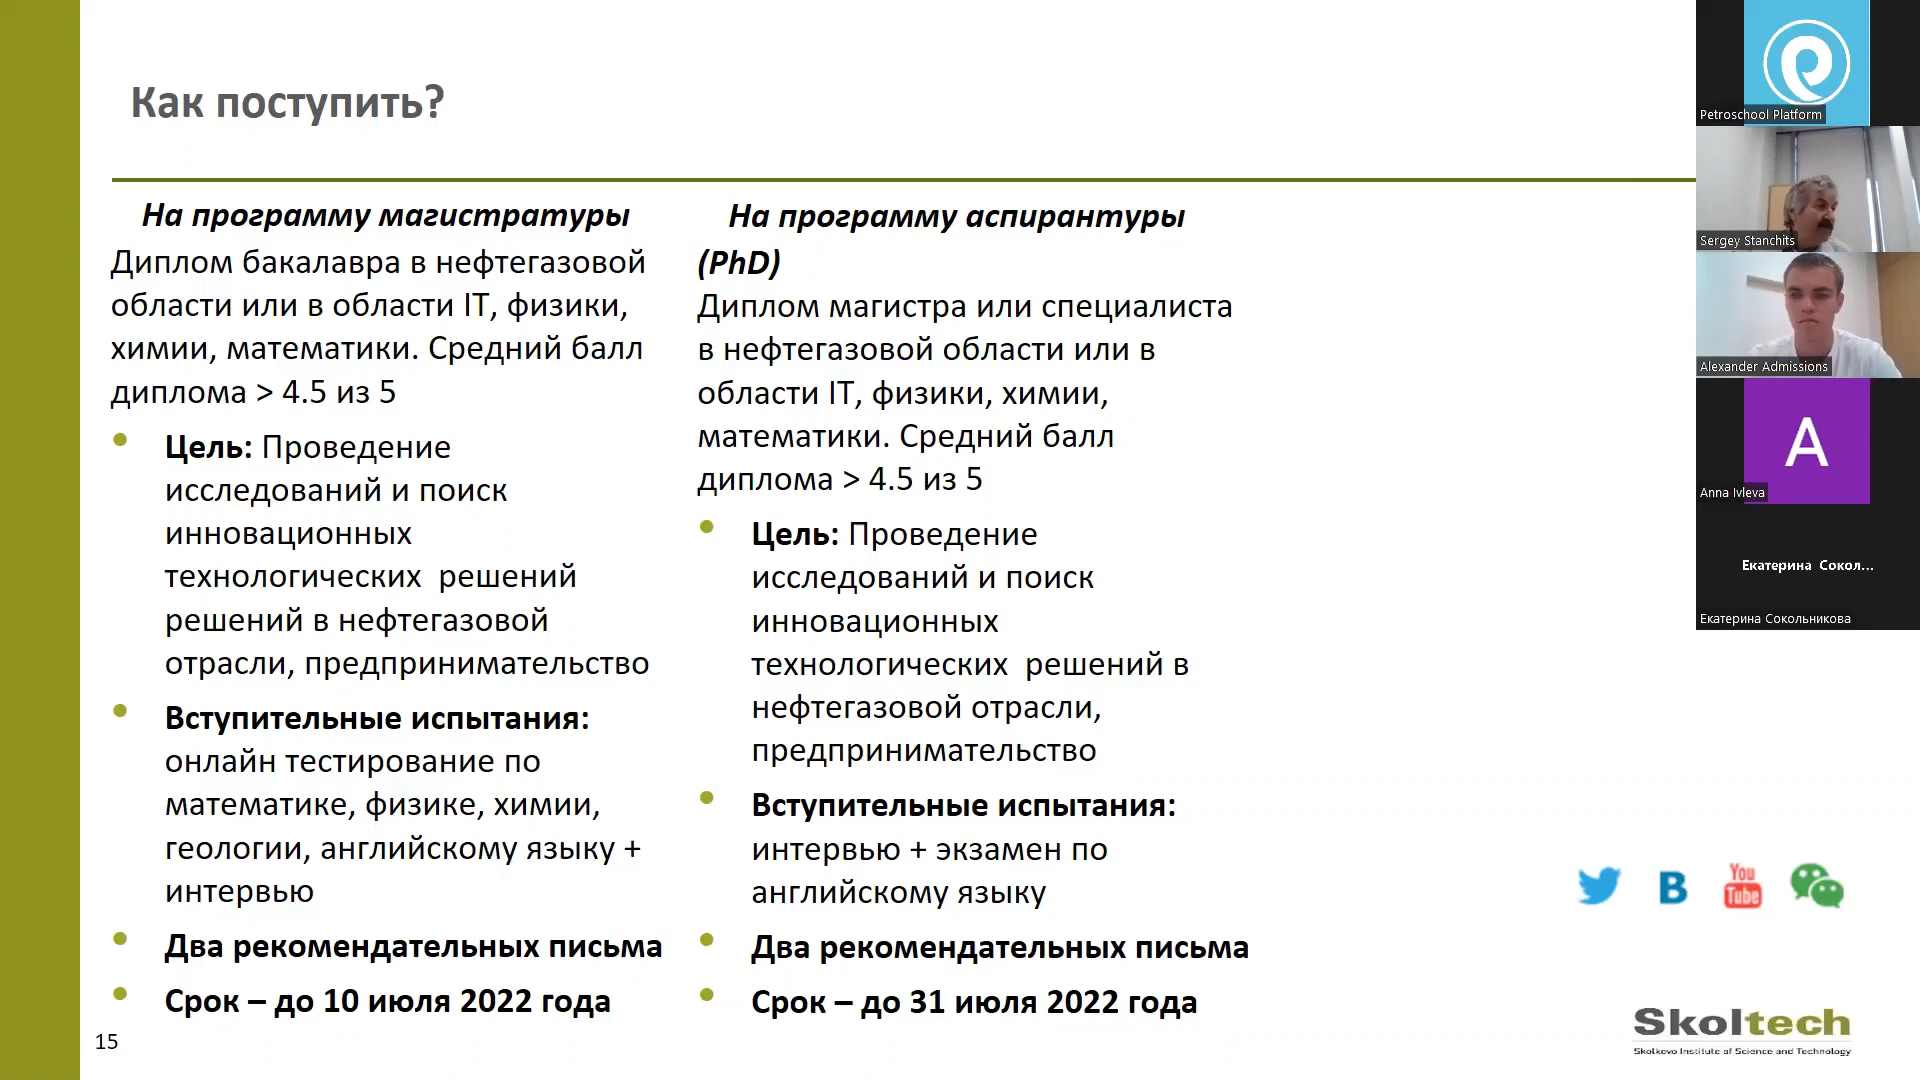 Как поступить?
На программу магистратуры
Диплом бакалавра в нефтегазовой
области или в области IT, физики,
химии, математики. Средний балл
диплома > 4.5 из 5
Цель: Проведение
исследований и поиск
инновационных
технологических решений
решений в нефтегазовой
отрасли, предпринимательство
Вступительные испытания:
онлайн тестирование по
математике, физике, химии,
геологии, английскому языку +
интервью
Два рекомендательных письма
Срок – до 10 июля 2022 года
На программу аспирантуры
(PhD)
Диплом магистра или специалиста
в нефтегазовой области или в
области IT, физики, химии,
математики. Средний балл
диплома > 4.5 из 5
Цель: Проведение
исследований и поиск
инновационных
технологических решений в
нефтегазовой отрасли,
предпринимательство
Вступительные испытания:
интервью + экзамен по
английскому языку
Два рекомендательных письма
Срок – до 31 июля 2022 года
15
Petroschool Platform
Sergey Stanchits
Alexander Admissions
A
Anna Ivleva
Екатерина Сокол...
Екатерина Сокольникова
B
You
Tube
Skoltech
Skolkovo Institute of Science and Technology